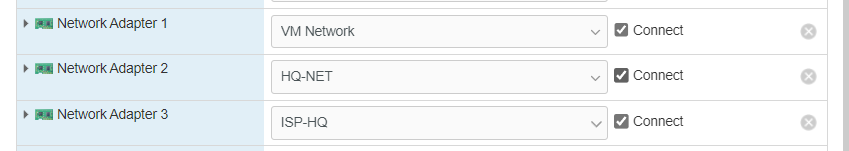 Network Adapter 1 VM Network Connect
Network Adapter 2 HQ-NET Connect
Network Adapter 3 ISP-HQ Connect